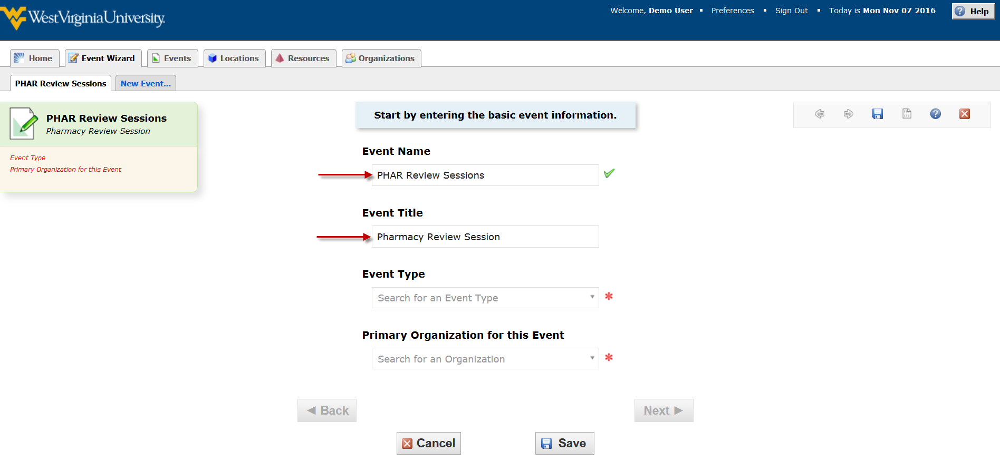 West Virginia University.
Welcome, Demo User ▪ Preferences ▪ Sign Out ▪ Today is Mon Nov 07 2016
Help
Home
Event Wizard
Events
Locations
Resources
Organizations
PHAR Review Sessions
New Event...
PHAR Review Sessions
Pharmacy Review Session
Event Type
Primary Organization for this Event
Start by entering the basic event information.
Event Name
PHAR Review Sessions
Event Title
Pharmacy Review Session
Event Type
Search for an Event Type
Primary Organization for this Event
Search for an Organization
Back
Next
Cancel
Save